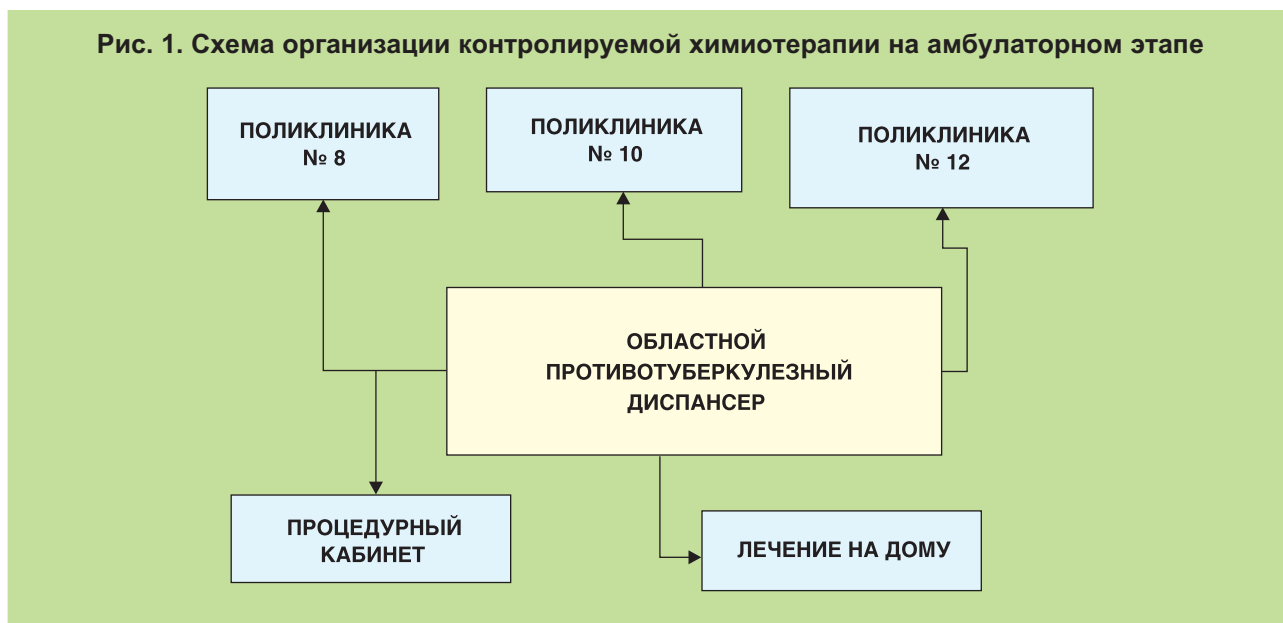 Рис. 1. Схема организации контролируемой химиотерапии на амбулаторном этапе
ПОЛИКЛИНИКА
№ 8
ПОЛИКЛИНИКА
№ 10
ПОЛИКЛИНИКА
№ 12
ОБЛАСТНОЙ
ПРОТИВОТУБЕРКУЛЕЗНЫЙ
ДИСПАНСЕР
ПРОЦЕДУРНЫЙ
КАБИНЕТ
ЛЕЧЕНИЕ НА ДОМУ